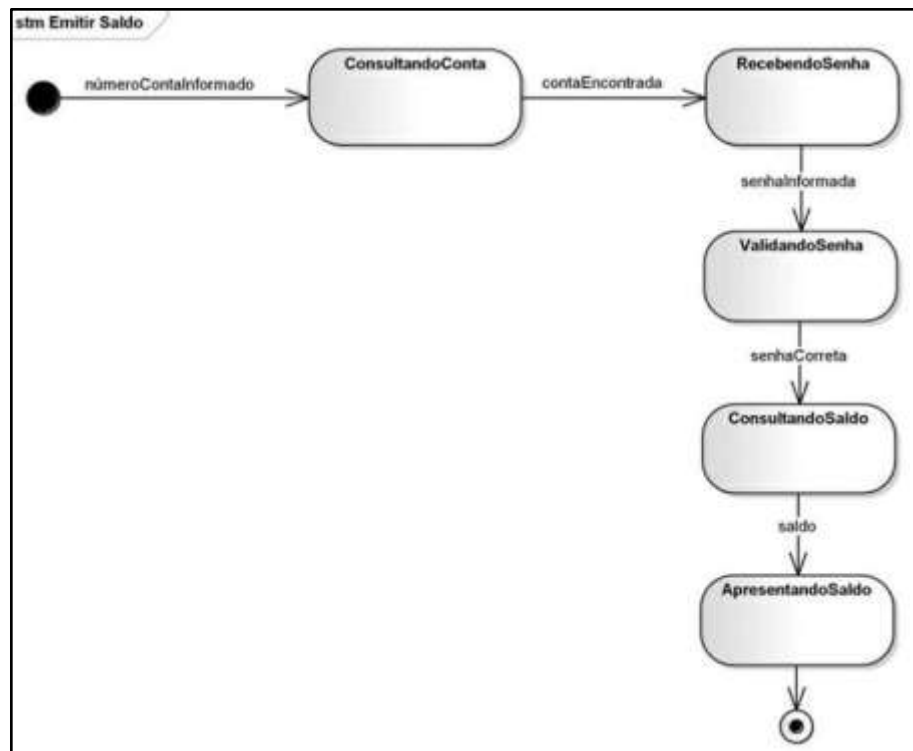 stm Emitir Saldo
númeroContaInformado
ConsultandoConta
contaEncontrada
RecebendoSenha
senhaInformada
ValidandoSenha
senhaCorreta
ConsultandoSaldo
saldo
ApresentandoSaldo